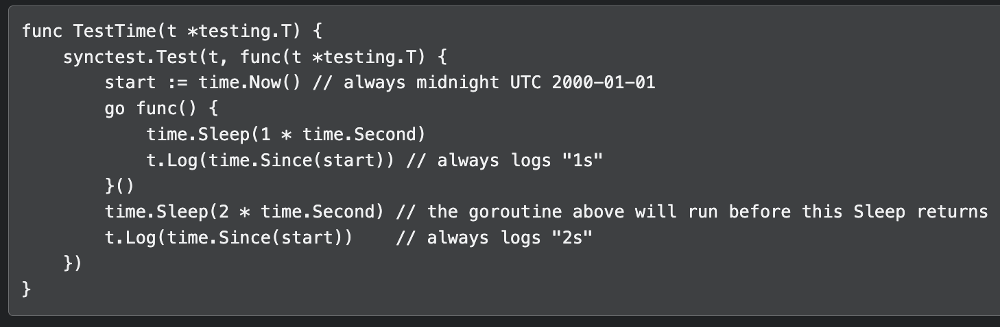 func TestTime(t *testing.T) {
    synctest.Test(t, func(t *testing.T) {
        start := time.Now() // always midnight UTC 2000-01-01
        go func() {
            time.Sleep(1 * time.Second)
            t.Log(time.Since(start)) // always logs "1s"
        }()
        time.Sleep(2 * time.Second) // the goroutine above will run before this Sleep returns
        t.Log(time.Since(start))    // always logs "2s"
    })
}